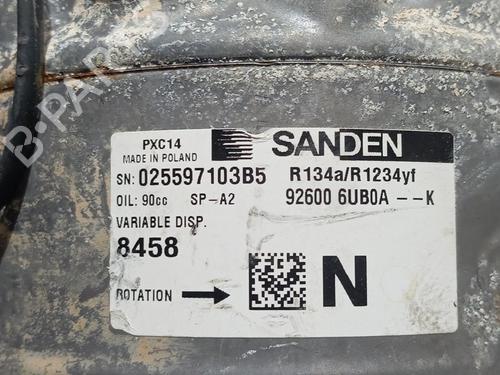 PXC14
MADE IN POLAND
SANDEN
SN: 025597103B5
R134a/R1234yf
OIL: 90cc SP-A2
92600 6UB0A --K
VARIABLE DISP.
8458
ROTATION
N
B-PARTS